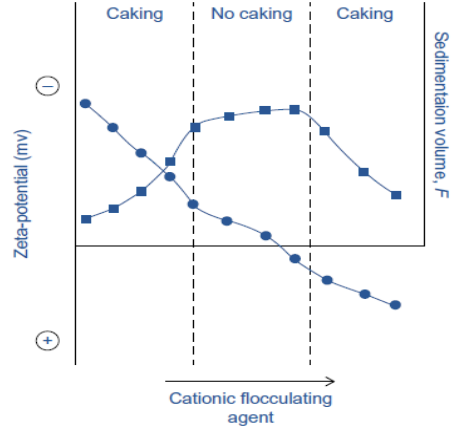 Caking
No caking
Caking
−
Zeta-potential (mv)
+
Sedimentaion volume, F
Cationic flocculating
agent